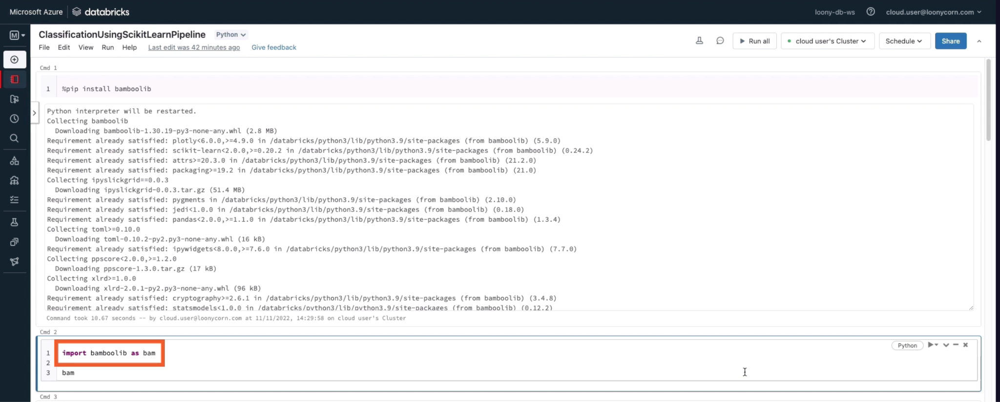 Microsoft Azure databricks loony-db-ws cloud.user@loonycorn.com
M ClassificationUsingScikitLearnPipeline Python
File Edit View Run Help Last edit was 42 minutes ago Give feedback Run all cloud user's Cluster Schedule Share
Cmd 1
1 %pip install bamboolib
Python interpreter will be restarted.
Collecting bamboolib
Downloading bamboolib-1.30.19-py3-none-any.whl (2.8 MB)
Requirement already satisfied: plotly<6.0.0,>=4.9.0 in /databricks/python3/lib/python3.9/site-packages (from bamboolib) (5.9.0)
Requirement already satisfied: scikit-learn<2.0.0,>=0.20.2 in /databricks/python3/lib/python3.9/site-packages (from bamboolib) (0.24.2)
Requirement already satisfied: attrs>=20.3.0 in /databricks/python3/lib/python3.9/site-packages (from bamboolib) (21.2.0)
Requirement already satisfied: packaging>=19.2 in /databricks/python3/lib/python3.9/site-packages (from bamboolib) (21.0)
Collecting ipyslickgrid==0.0.3
Downloading ipyslickgrid-0.0.3.tar.gz (51.4 MB)
Requirement already satisfied: pygments in /databricks/python3/lib/python3.9/site-packages (from bamboolib) (2.10.0)
Requirement already satisfied: jedi<1.0.0 in /databricks/python3/lib/python3.9/site-packages (from bamboolib) (0.18.0)
Requirement already satisfied: pandas<2.0.0,>=1.1.0 in /databricks/python3/lib/python3.9/site-packages (from bamboolib) (1.3.4)
Collecting toml>=0.10.0
Downloading toml-0.10.2-py2.py3-none-any.whl (16 kB)
Requirement already satisfied: ipywidgets<8.0.0,>=7.6.0 in /databricks/python3/lib/python3.9/site-packages (from bamboolib) (7.7.0)
Collecting ppscore<2.0.0,>=1.2.0
Downloading ppscore-1.3.0.tar.gz (17 kB)
Collecting xlrd>=1.0.0
Downloading xlrd-2.0.1-py2.py3-none-any.whl (96 kB)
Requirement already satisfied: cryptography>=2.6.1 in /databricks/python3/lib/python3.9/site-packages (from bamboolib) (3.4.8)
Requirement already satisfied: statsmodels<1.0.0 in /databricks/python3/lib/python3.9/site-packages (from bamboolib) (0.12.2)
Command took 10.67 seconds -- by cloud.user@loonycorn.com at 11/11/2022, 14:29:58 on cloud user's Cluster
Cmd 2
Python
1 import bamboolib as bam
2
3 bam
Cmd 3